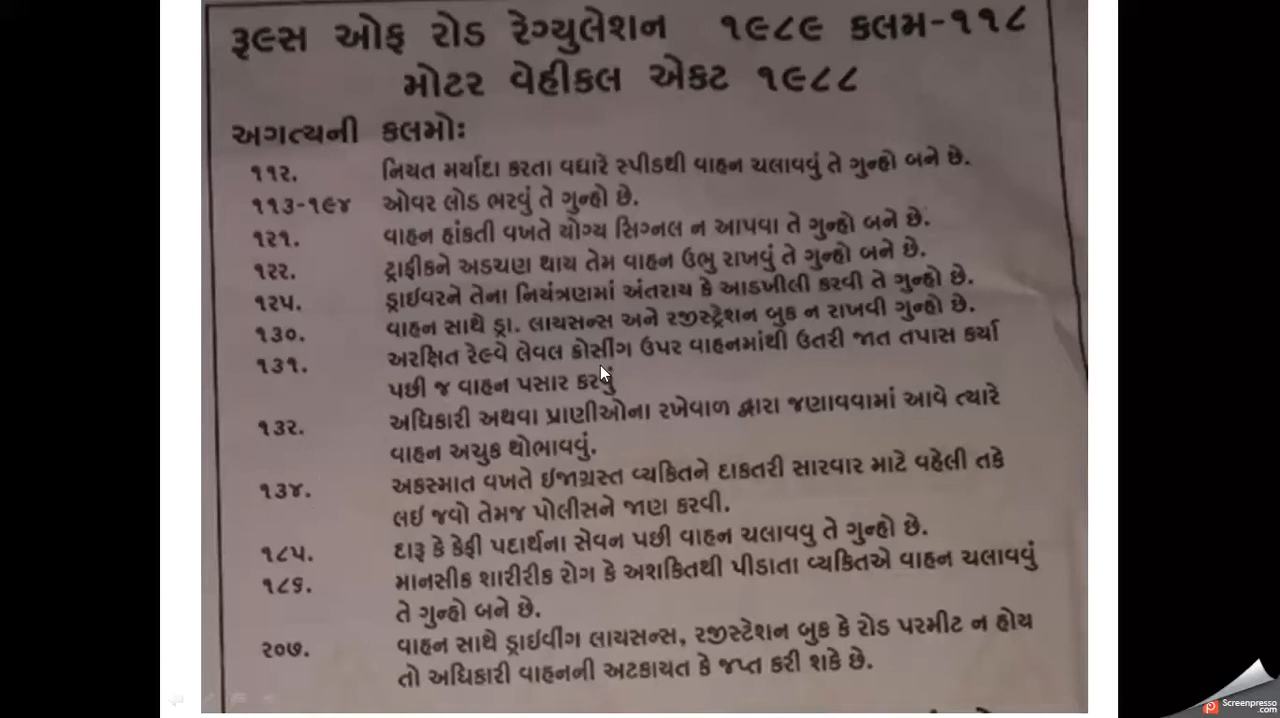 રૂલ્સ ઓફ રોડ રેગ્યુલેશન ૧૯૮૯ કલમ-૧૧૮
મોટર વેહીકલ એકટ ૧૯૮૮
અગત્યની કલમોઃ
૧૧૨. નિયત મર્યાદા કરતા વધારે સ્પીડથી વાહન ચલાવવું તે ગુન્હો બને છે.
૧૧૩-૧૯૪ ઓવર લોડ ભરવું તે ગુન્હો છે.
૧૨૧. વાહન હાંકતી વખતે યોગ્ય સિગ્નલ ન આપવા તે ગુન્હો બને છે.
૧૨૨. ટ્રાફીકને અડચણ થાય તેમ વાહન ઉભુ રાખવું તે ગુન્હો બને છે.
૧૨૫. ડ્રાઈવરને તેના નિયંત્રણમાં અંતરાય કે આડખીલી કરવી તે ગુન્હો છે.
૧૩૦. વાહન સાથે ડ્રા. લાયસન્સ અને રજીસ્ટ્રેશન બુક ન રાખવી ગુન્હો છે.
૧૩૧. અરક્ષિત રેલ્વે લેવલ ક્રોસીંગ ઉપર વાહનમાંથી ઉતરી જાત તપાસ કર્યા
પછી જ વાહન પસાર કરવું
૧૩૨. અધિકારી અથવા પ્રાણીઓના રખેવાળ દ્વારા જણાવવામાં આવે ત્યારે
વાહન અચુક થોભાવવું.
૧૩૪. અકસ્માત વખતે ઈજાગ્રસ્ત વ્યકિતને દાકતરી સારવાર માટે વહેલી તકે
લઈ જવો તેમજ પોલીસને જાણ કરવી.
૧૮૫. દારૂ કે કેફી પદાર્થના સેવન પછી વાહન ચલાવવુ તે ગુન્હો છે.
૧૮૬. માનસીક શારીરીક રોગ કે અશકિતથી પીડાતા વ્યકિતએ વાહન ચલાવવું
તે ગુન્હો બને છે.
૨૦૭. વાહન સાથે ડ્રાઈવીંગ લાયસન્સ, રજીસ્ટેશન બુક કે રોડ પરમીટ ન હોય
તો અધિકારી વાહનની અટકાયત કે જપ્ત કરી શકે છે.
Screenpresso
.com